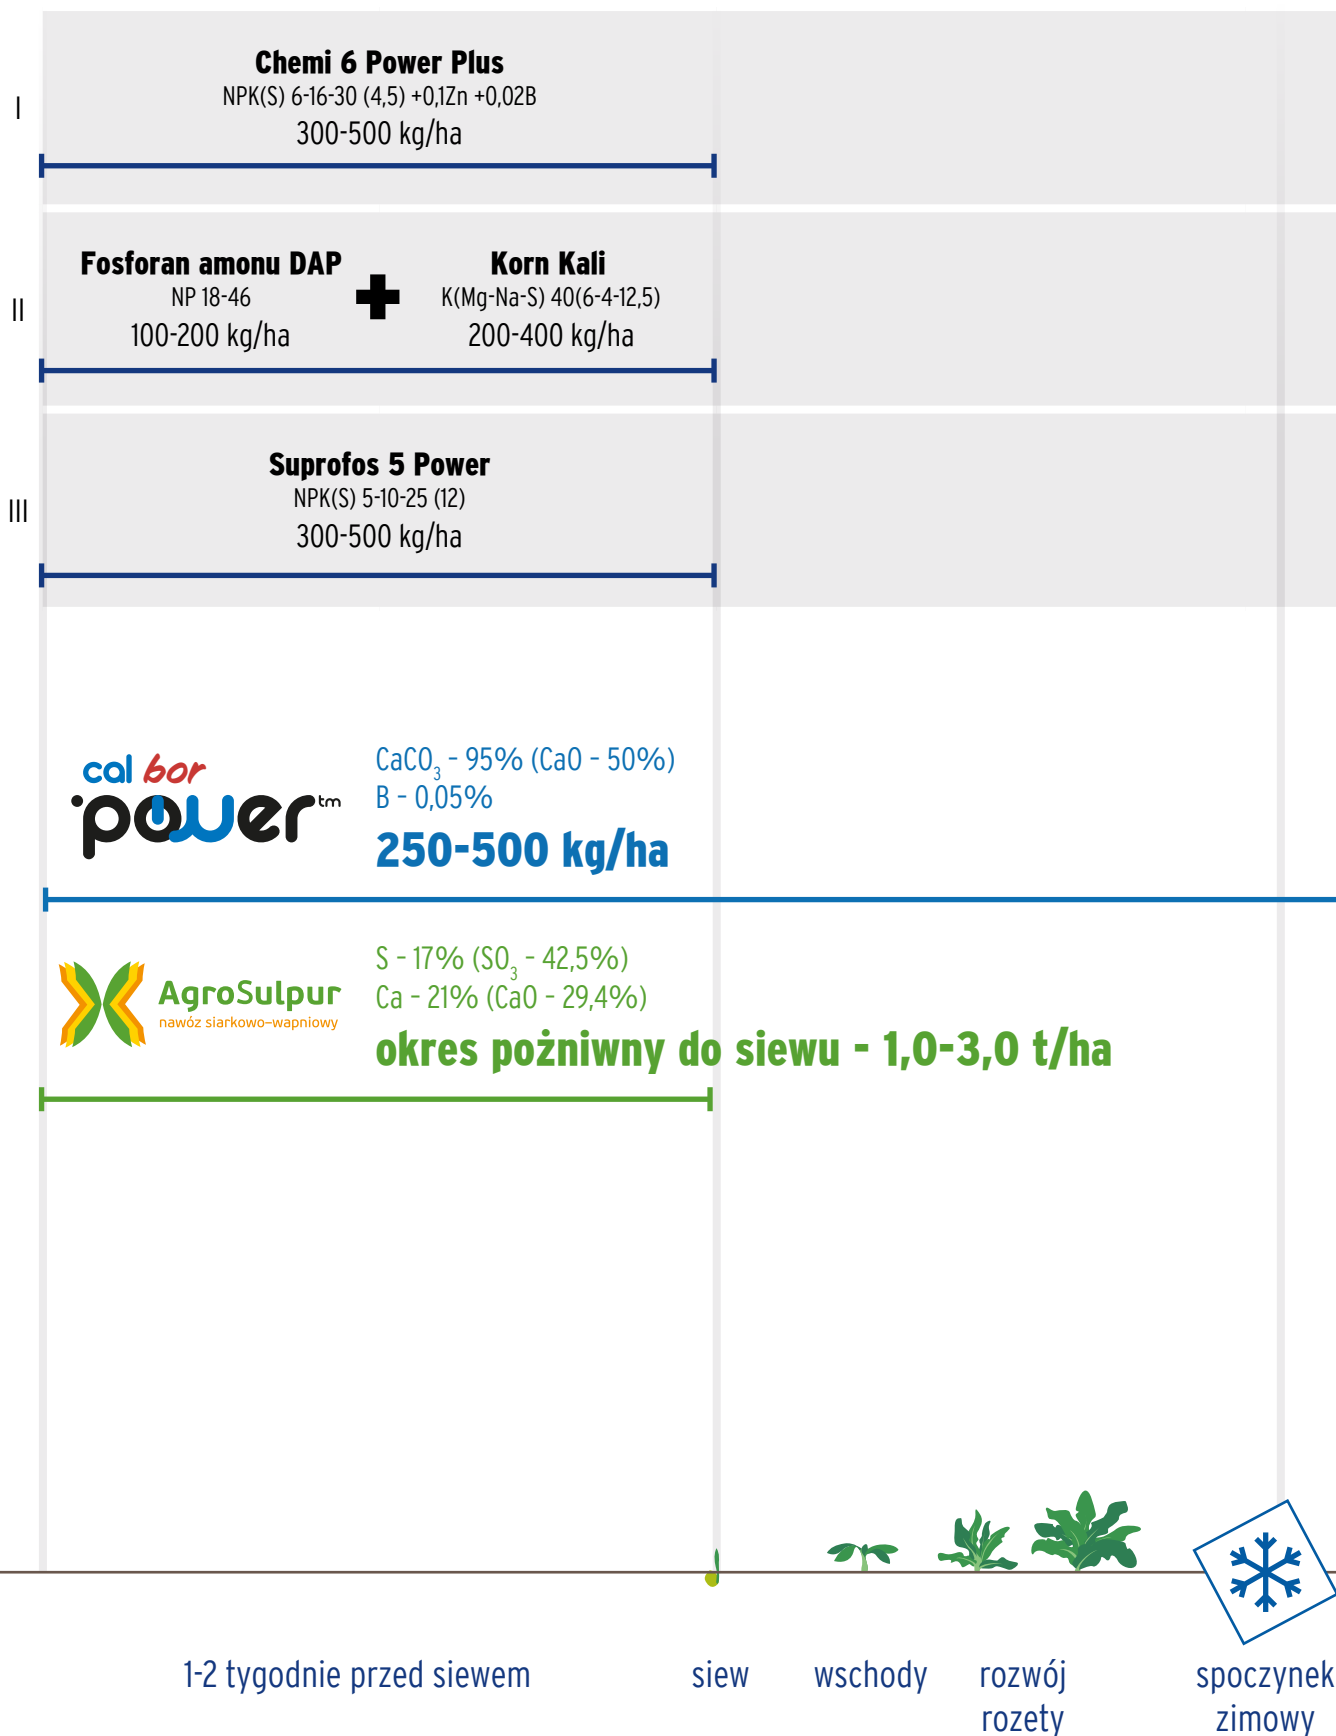 I
Chemi 6 Power Plus
NPK(S) 6-16-30 (4,5) +0,1Zn +0,02B
300-500 kg/ha
II
Fosforan amonu DAP
NP 18-46
100-200 kg/ha
+
Korn Kali
K(Mg-Na-S) 40(6-4-12,5)
200-400 kg/ha
III
Suprofos 5 Power
NPK(S) 5-10-25 (12)
300-500 kg/ha
cal bor
power tm
CaCO₃ - 95% (CaO - 50%)
B - 0,05%
250-500 kg/ha
AgroSulpur
nawóz siarkowo-wapniowy
S - 17% (SO₃ - 42,5%)
Ca - 21% (CaO - 29,4%)
okres pożniwny do siewu - 1,0-3,0 t/ha
1-2 tygodnie przed siewem
siew
wschody
rozwój
rozety
spoczynek
zimowy